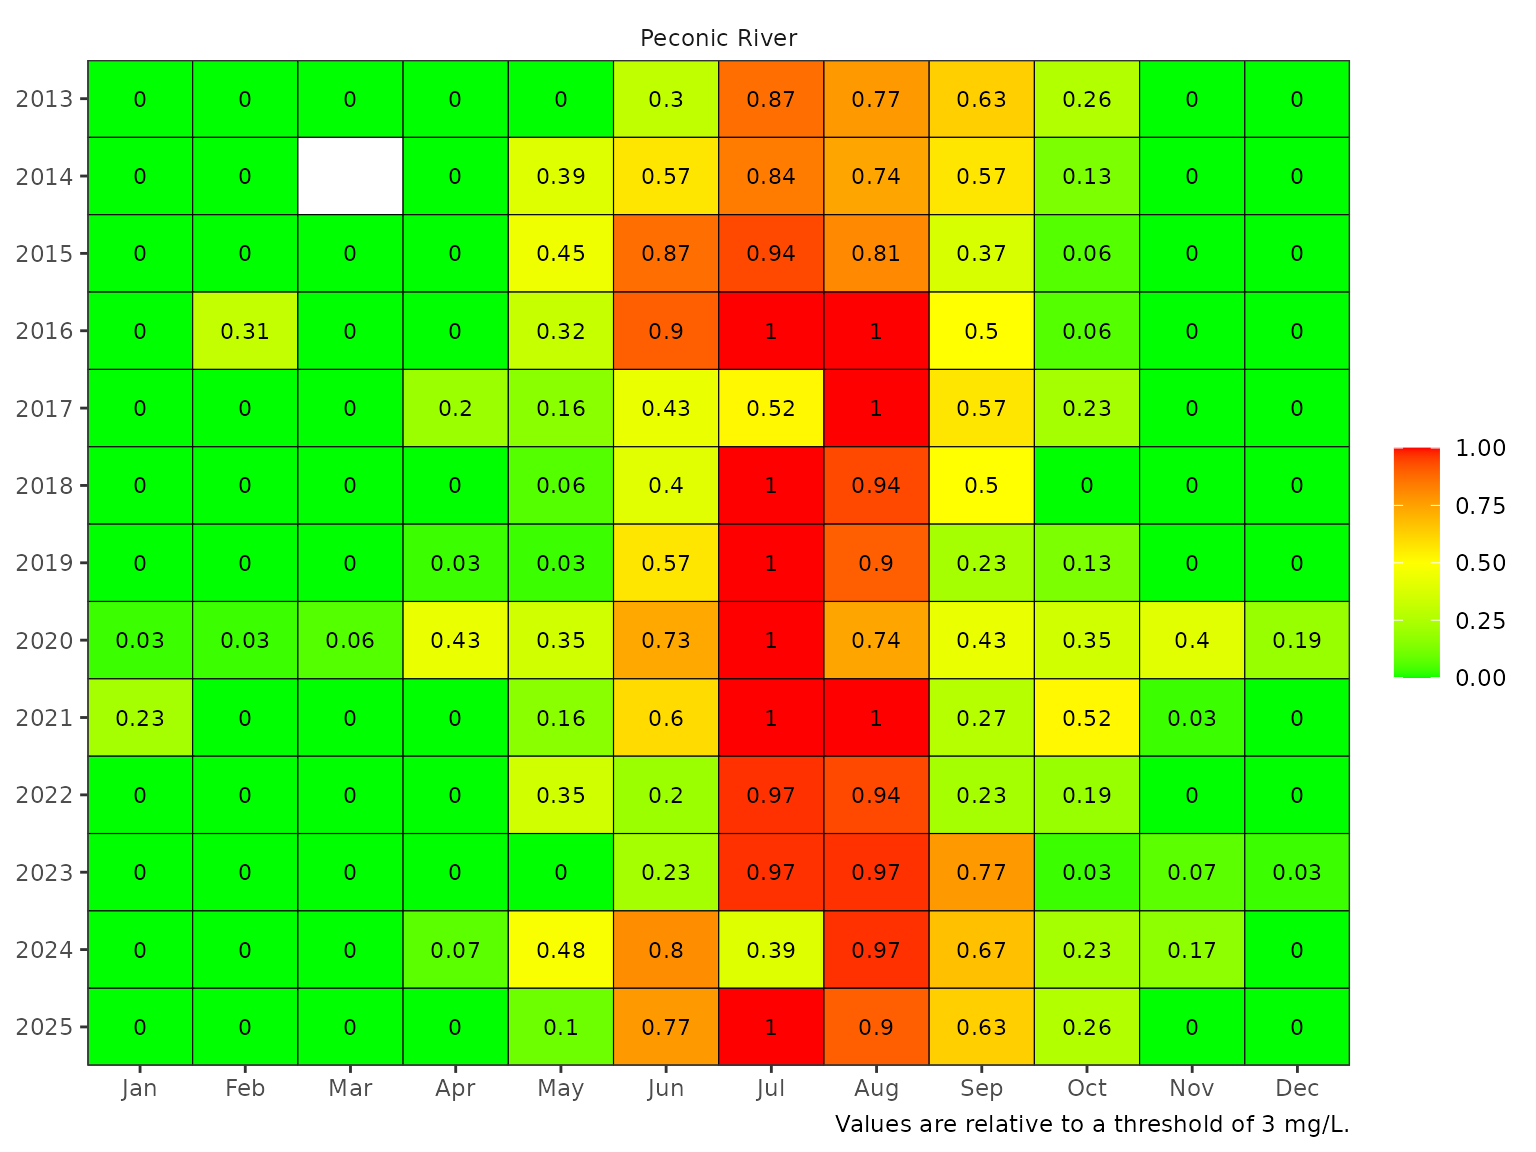 Peconic River
2013 0 0 0 0 0 0.3 0.87 0.77 0.63 0.26 0 0
2014 0 0 0 0.39 0.57 0.84 0.74 0.57 0.13 0 0
2015 0 0 0 0 0.45 0.87 0.94 0.81 0.37 0.06 0 0
2016 0 0.31 0 0 0.32 0.9 1 1 0.5 0.06 0 0
2017 0 0 0 0.2 0.16 0.43 0.52 1 0.57 0.23 0 0
1.00
2018 0 0 0 0 0.06 0.4 1 0.94 0.5 0 0 0
0.75
2019 0 0 0 0.03 0.03 0.57 1 0.9 0.23 0.13 0 0
0.50
2020 0.03 0.03 0.06 0.43 0.35 0.73 1 0.74 0.43 0.35 0.4 0.19
0.25
0.00
2021 0.23 0 0 0 0.16 0.6 1 1 0.27 0.52 0.03 0
2022 0 0 0 0 0.35 0.2 0.97 0.94 0.23 0.19 0 0
2023 0 0 0 0 0 0.23 0.97 0.97 0.77 0.03 0.07 0.03
2024 0 0 0 0.07 0.48 0.8 0.39 0.97 0.67 0.23 0.17 0
2025 0 0 0 0 0.1 0.77 1 0.9 0.63 0.26 0 0
Jan Feb Mar Apr May Jun Jul Aug Sep Oct Nov Dec
Values are relative to a threshold of 3 mg/L.